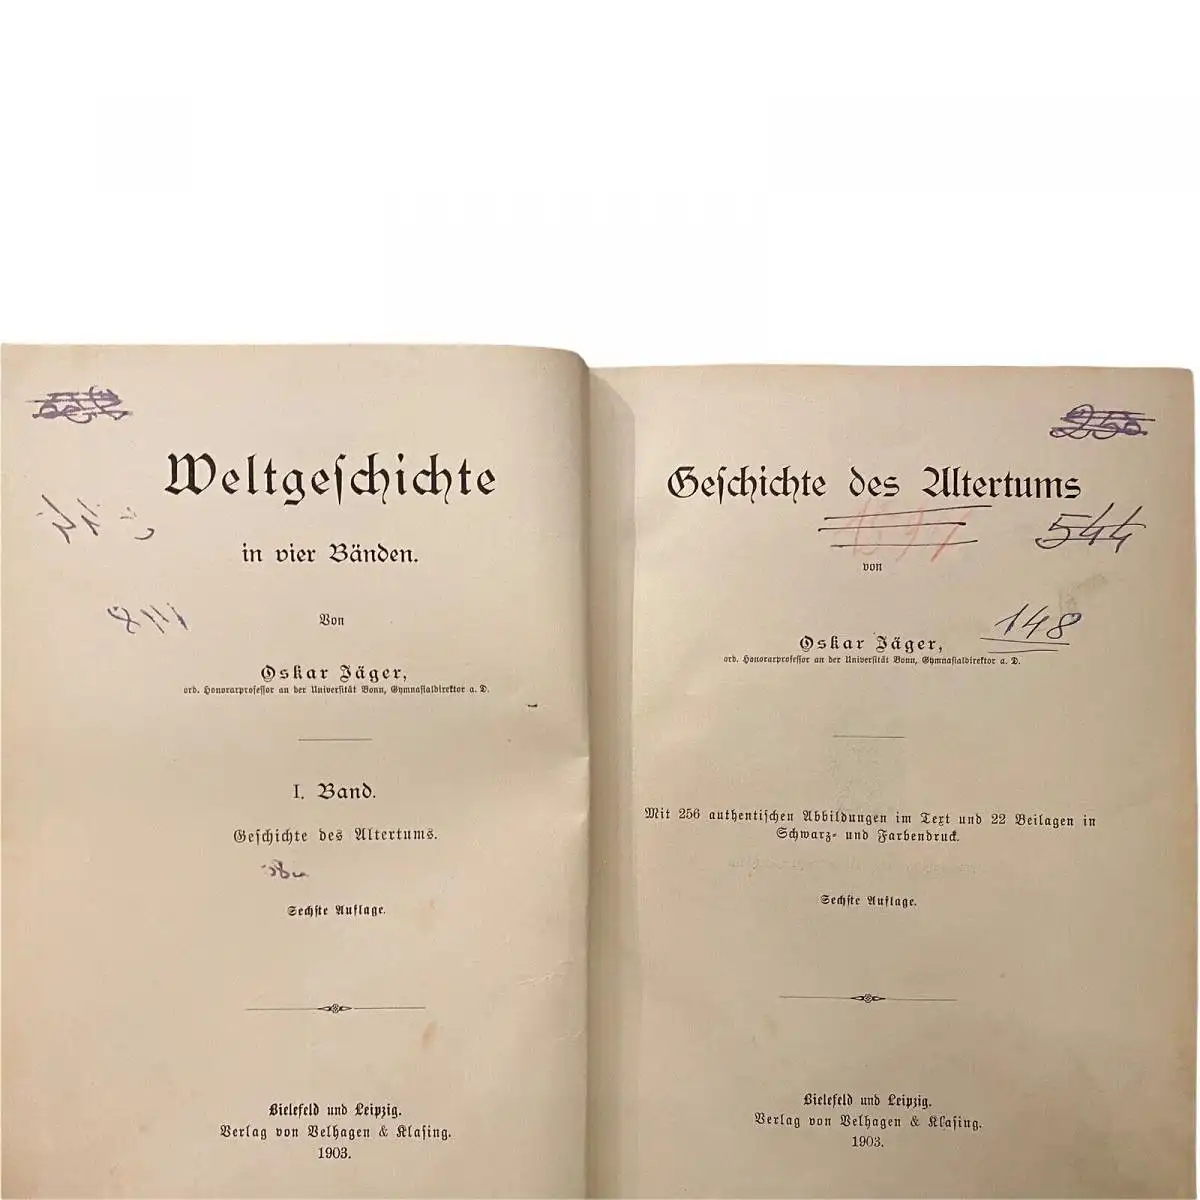 Weltgeschichte
in vier Bänden.
Von
Oskar Jäger,
ord. Honorarprofessor an der Universität Bonn, Gymnasialdirektor a. D.
I. Band.
Geschichte des Altertums.
Sechste Auflage.
Bielefeld und Leipzig.
Verlag von Velhagen & Klasing.
1903.
250.
Geschichte des Altertums
544
von
148
Oskar Jäger,
ord. Honorarprofessor an der Universität Bonn, Gymnasialdirektor a. D.
Mit 256 authentischen Abbildungen im Text und 22 Beilagen in
Schwarz- und Farbendruck.
Sechste Auflage.
Bielefeld und Leipzig.
Verlag von Velhagen & Klasing.
1903.